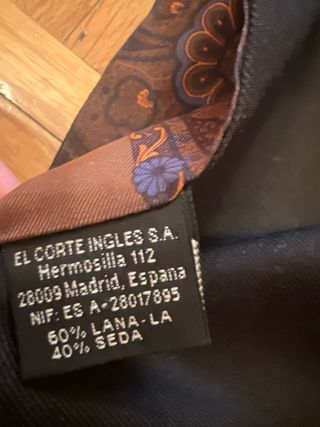 EL CORTE INGLES S.A.
Hermosilla 112
28009 Madrid, Espana
NIF: ES A-28017895
60% LANA-LA
40% SEDA